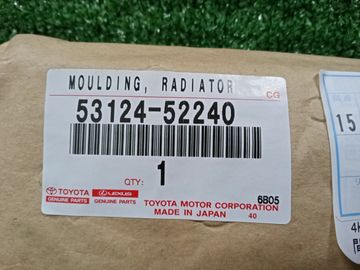 MOULDING, RADIATOR
CG
53124-52240
QTY:
1
6B05
TOYOTA
GENUINE PARTS
LEXUS
GENUINE PARTS
TOYOTA MOTOR CORPORATION
MADE IN JAPAN 40
15